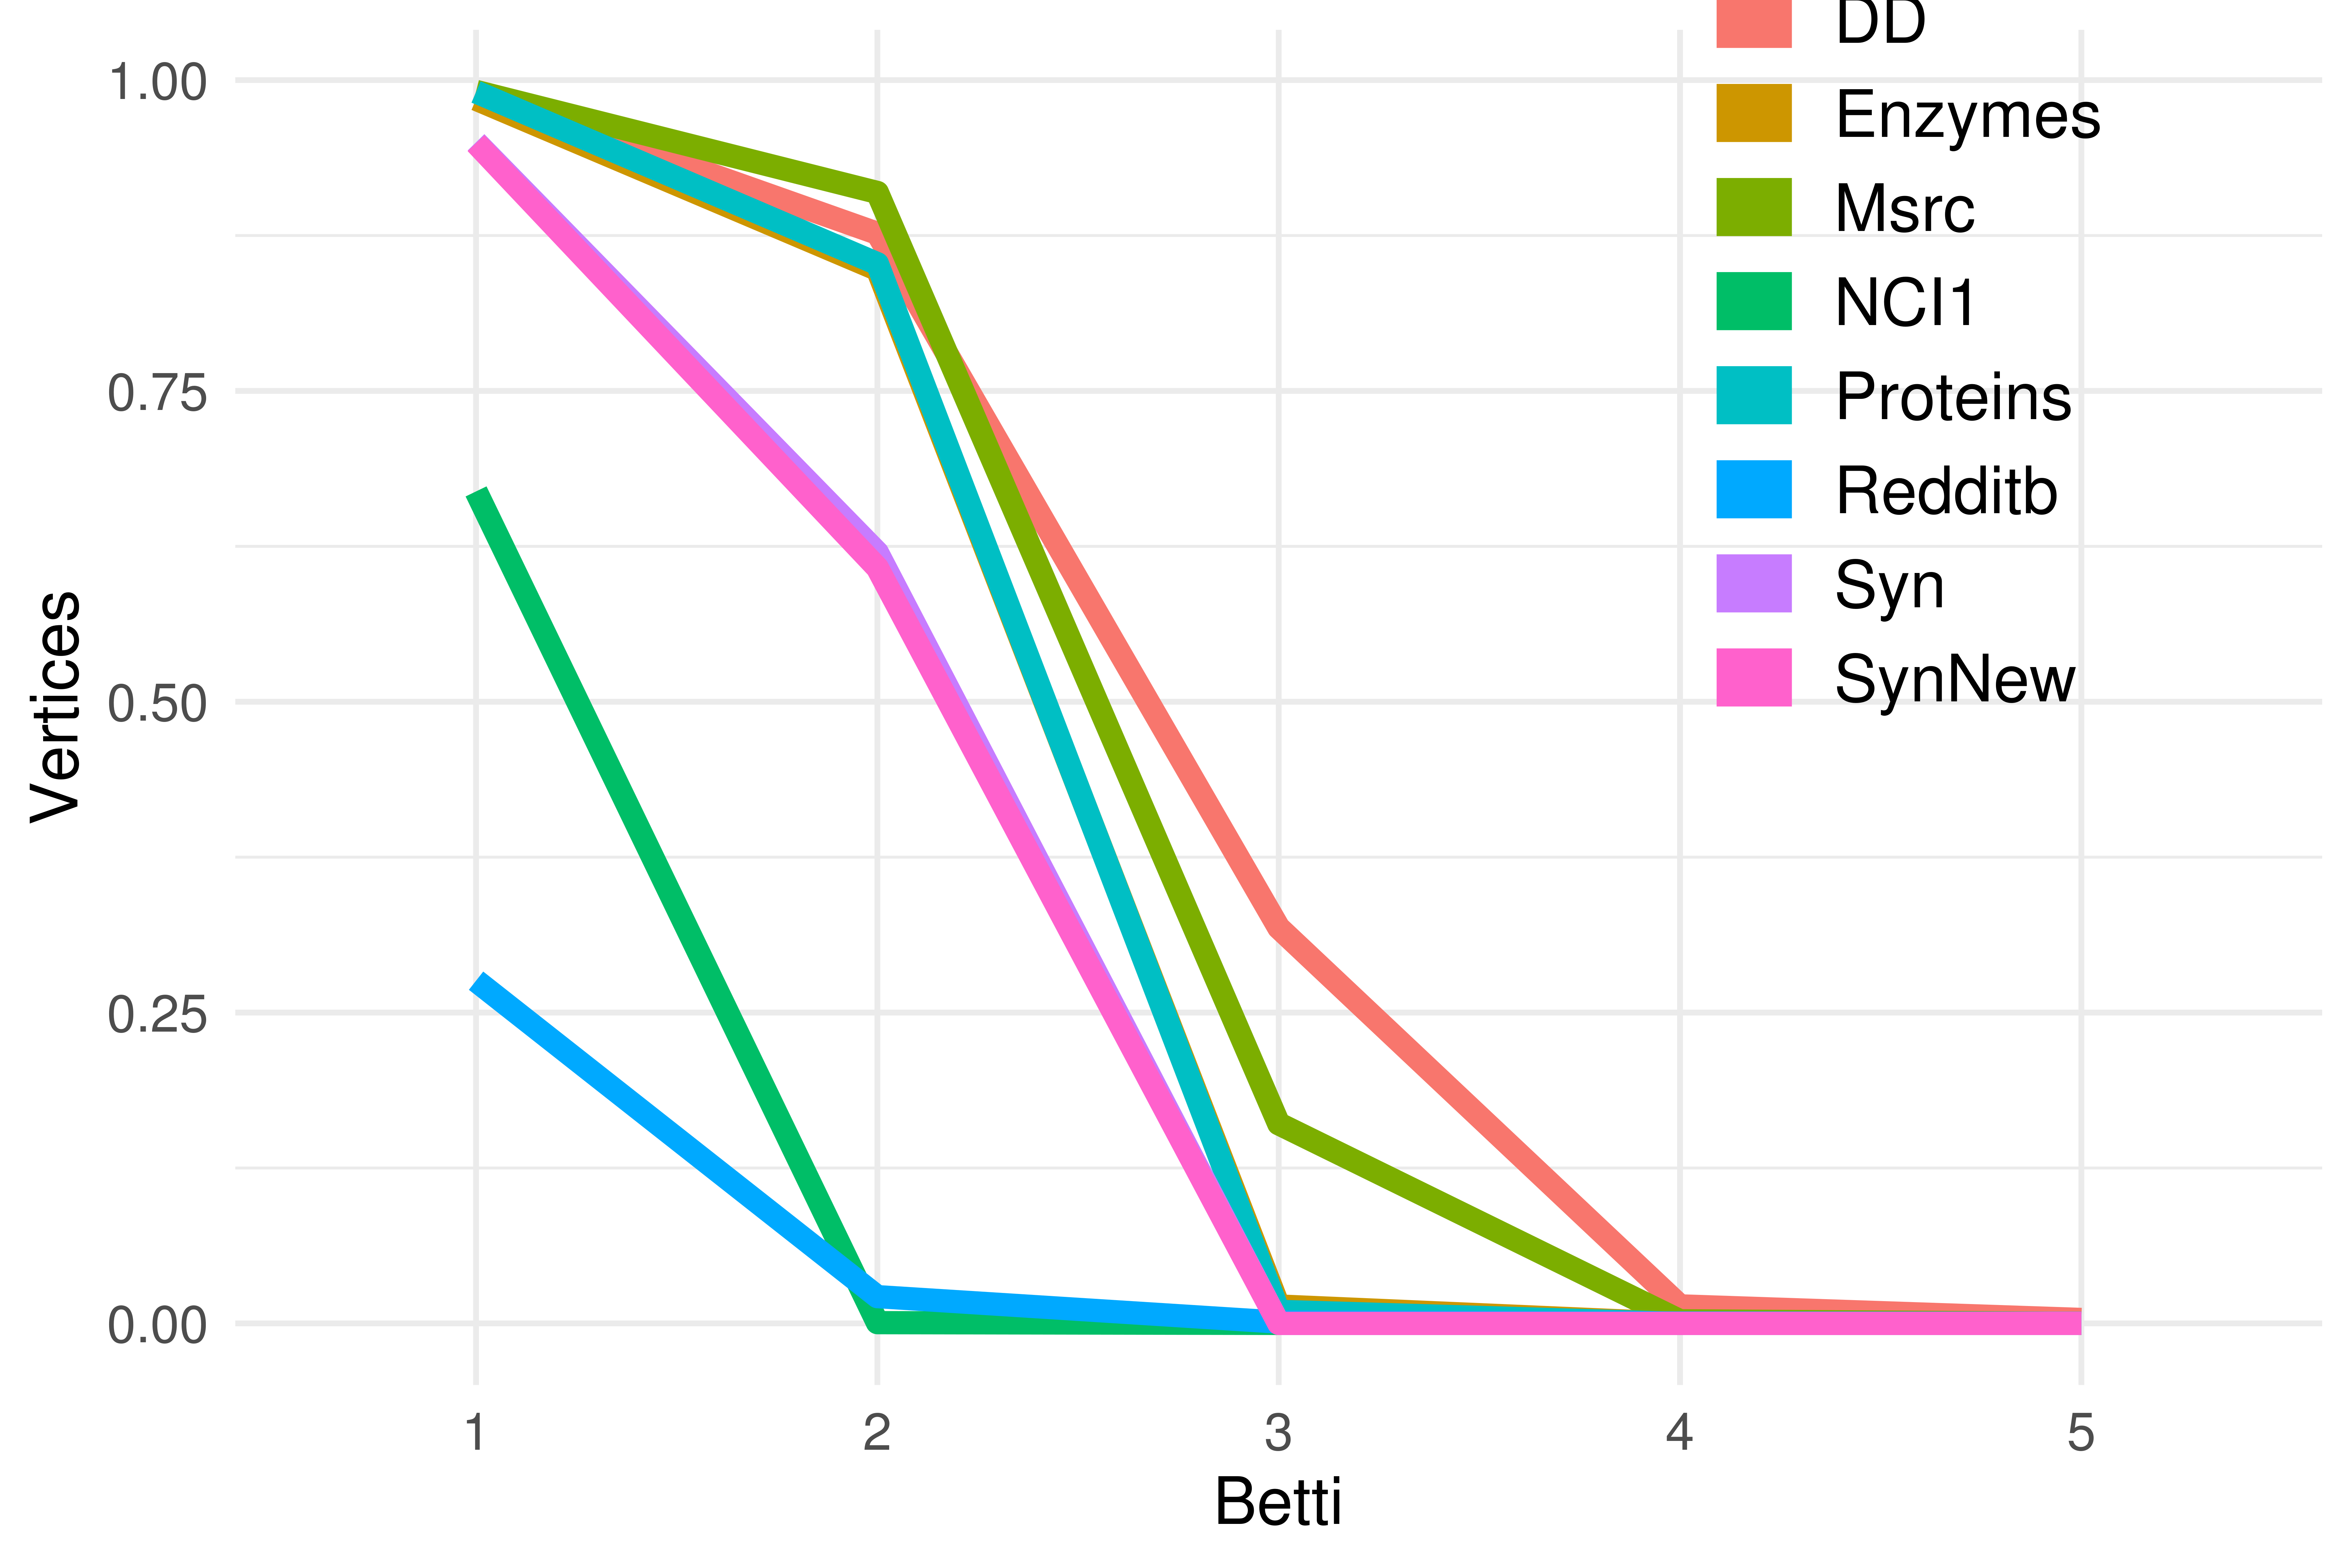 DD
Enzymes
Msrc
NCI1
Proteins
Redditb
Syn
SynNew
1.00
0.75
0.50
0.25
0.00
Vertices
1
2
3
4
5
Betti